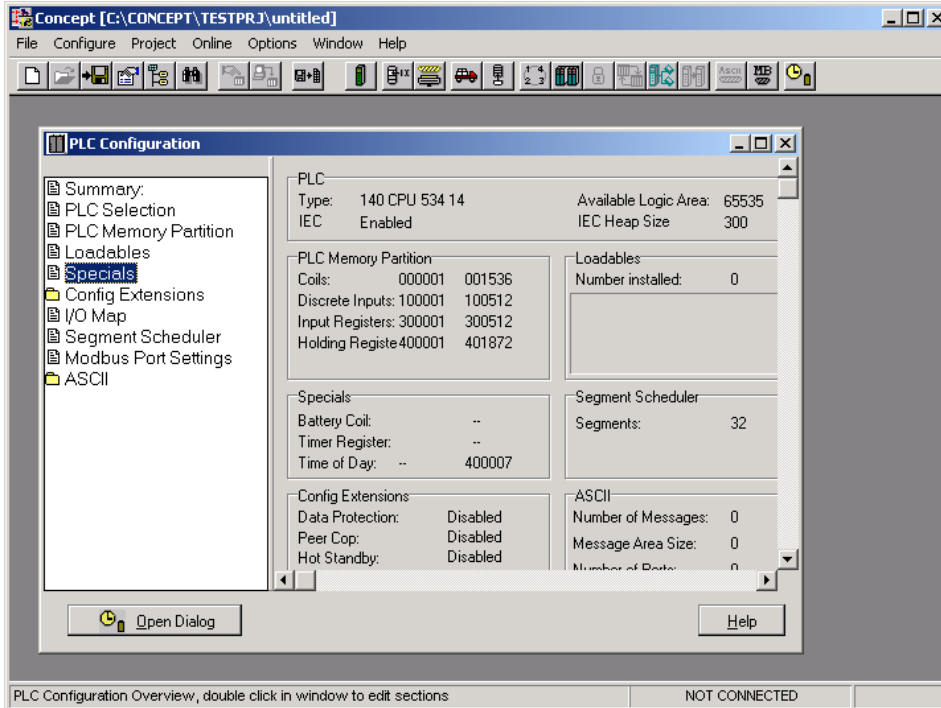 Concept [C:\CONCEPT\TESTPRJ\untitled]
File Configure Project Online Options Window Help
PLC Configuration
Summary:
PLC Selection
PLC Memory Partition
Loadables
Specials
Config Extensions
I/O Map
Segment Scheduler
Modbus Port Settings
ASCII
PLC
Type: 140 CPU 534 14 Available Logic Area: 65535
IEC Enabled IEC Heap Size 300
PLC Memory Partition
Coils: 000001 001536
Discrete Inputs: 100001 100512
Input Registers: 300001 300512
Holding Registe 400001 401872
Loadables
Number installed: 0
Specials
Battery Coil: --
Timer Register: --
Time of Day: -- 400007
Segment Scheduler
Segments: 32
Config Extensions
Data Protection: Disabled
Peer Cop: Disabled
Hot Standby: Disabled
ASCII
Number of Messages: 0
Message Area Size: 0
Number of Ports: 0
Open Dialog
Help
PLC Configuration Overview, double click in window to edit sections
NOT CONNECTED